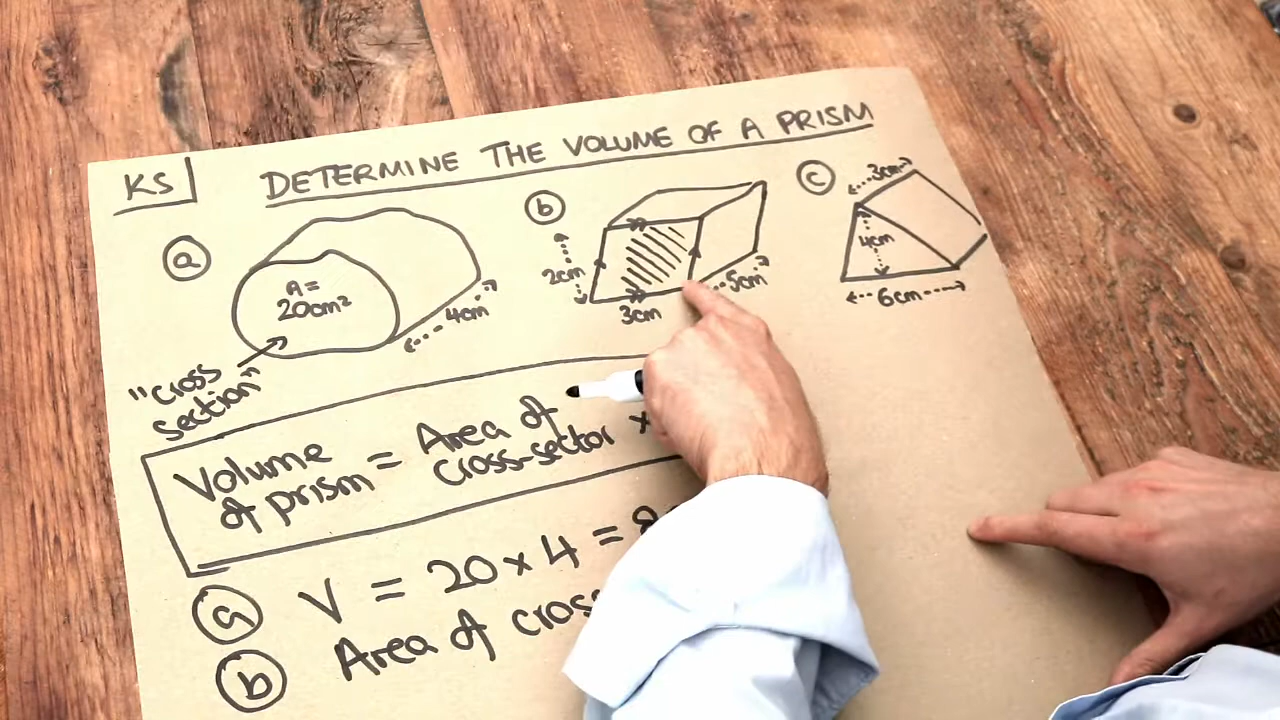 KS
DETERMINE THE VOLUME OF A PRISM
a
A =
20cm²
4cm
"cross
section"
b
2cm
3cm
5cm
c
3cm
4cm
6cm
Volume
of prism = Area of
cross-sector ×
a V = 20 × 4 =
b Area of